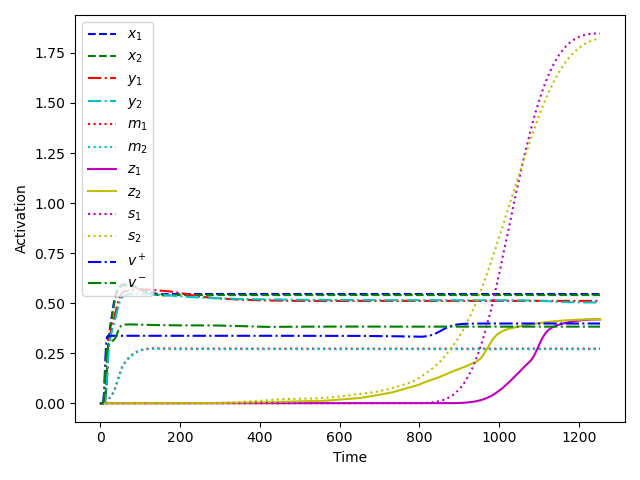 x₁
x₂
y₁
y₂
m₁
m₂
z₁
z₂
s₁
s₂
v⁺
v⁻
Activation
1.75
1.50
1.25
1.00
0.75
0.50
0.25
0.00
0 200 400 600 800 1000 1200
Time